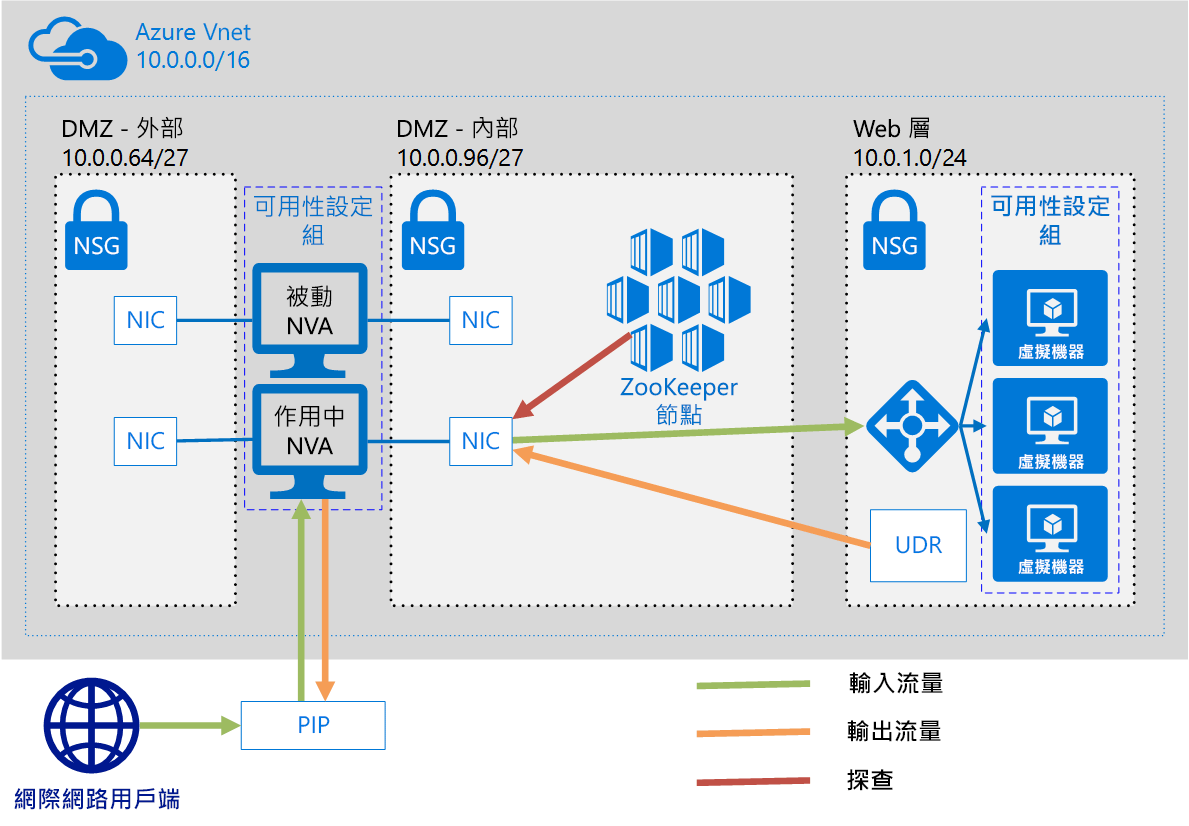 Azure Vnet
10.0.0.0/16
DMZ - 外部
10.0.0.64/27
DMZ - 內部
10.0.0.96/27
Web 層
10.0.1.0/24
NSG
可用性設定
組
NSG
NSG
可用性設定
組
被動
NVA
NIC
NIC
虛擬機器
ZooKeeper
節點
作用中
NVA
NIC
NIC
虛擬機器
UDR
虛擬機器
PIP
網際網路用戶端
輸入流量
輸出流量
探查